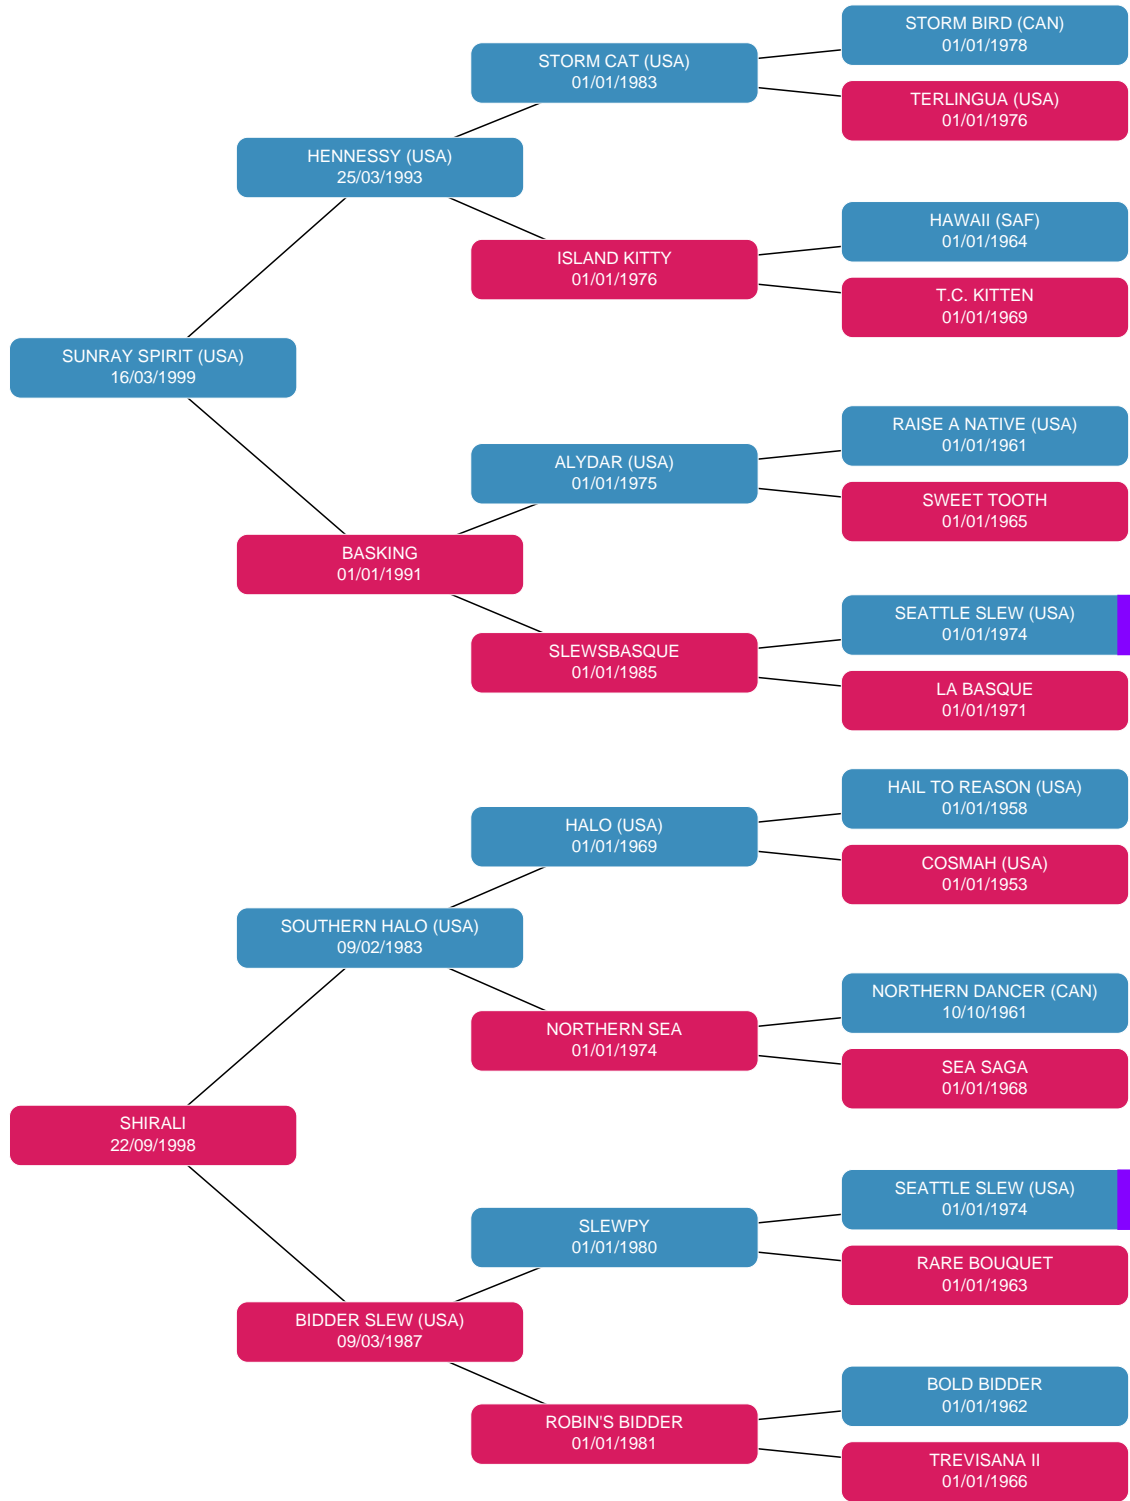 STORM BIRD (CAN)
01/01/1978
STORM CAT (USA)
01/01/1983
TERLINGUA (USA)
01/01/1976
HENNESSY (USA)
25/03/1993
HAWAII (SAF)
01/01/1964
ISLAND KITTY
01/01/1976
T.C. KITTEN
01/01/1969
SUNRAY SPIRIT (USA)
16/03/1999
RAISE A NATIVE (USA)
01/01/1961
ALYDAR (USA)
01/01/1975
SWEET TOOTH
01/01/1965
BASKING
01/01/1991
SEATTLE SLEW (USA)
01/01/1974
SLEWSBASQUE
01/01/1985
LA BASQUE
01/01/1971
HAIL TO REASON (USA)
01/01/1958
HALO (USA)
01/01/1969
COSMAH (USA)
01/01/1953
SOUTHERN HALO (USA)
09/02/1983
NORTHERN DANCER (CAN)
10/10/1961
NORTHERN SEA
01/01/1974
SEA SAGA
01/01/1968
SHIRALI
22/09/1998
SEATTLE SLEW (USA)
01/01/1974
SLEWPY
01/01/1980
RARE BOUQUET
01/01/1963
BIDDER SLEW (USA)
09/03/1987
BOLD BIDDER
01/01/1962
ROBIN'S BIDDER
01/01/1981
TREVISANA II
01/01/1966